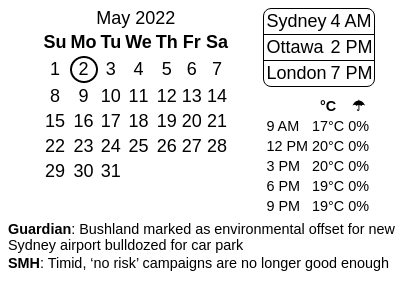 May 2022
Su Mo Tu We Th Fr Sa
1 2 3 4 5 6 7
8 9 10 11 12 13 14
15 16 17 18 19 20 21
22 23 24 25 26 27 28
29 30 31
Sydney 4 AM
Ottawa 2 PM
London 7 PM
°C ☂
9 AM 17°C 0%
12 PM 20°C 0%
3 PM 20°C 0%
6 PM 19°C 0%
9 PM 19°C 0%
Guardian: Bushland marked as environmental offset for new
Sydney airport bulldozed for car park
SMH: Timid, ‘no risk’ campaigns are no longer good enough